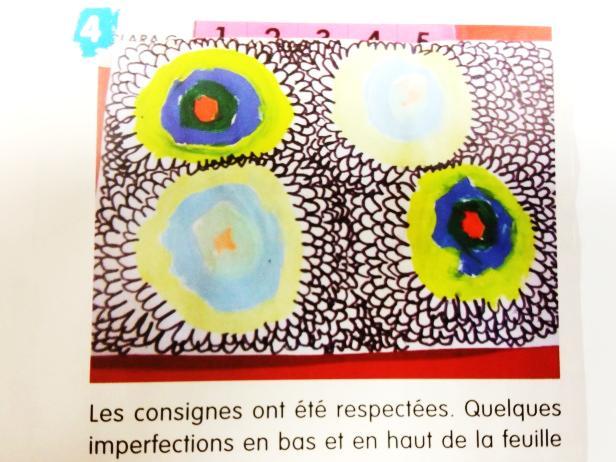 4
CLARA C 1 2 3 4 5
Les consignes ont été respectées. Quelques
imperfections en bas et en haut de la feuille